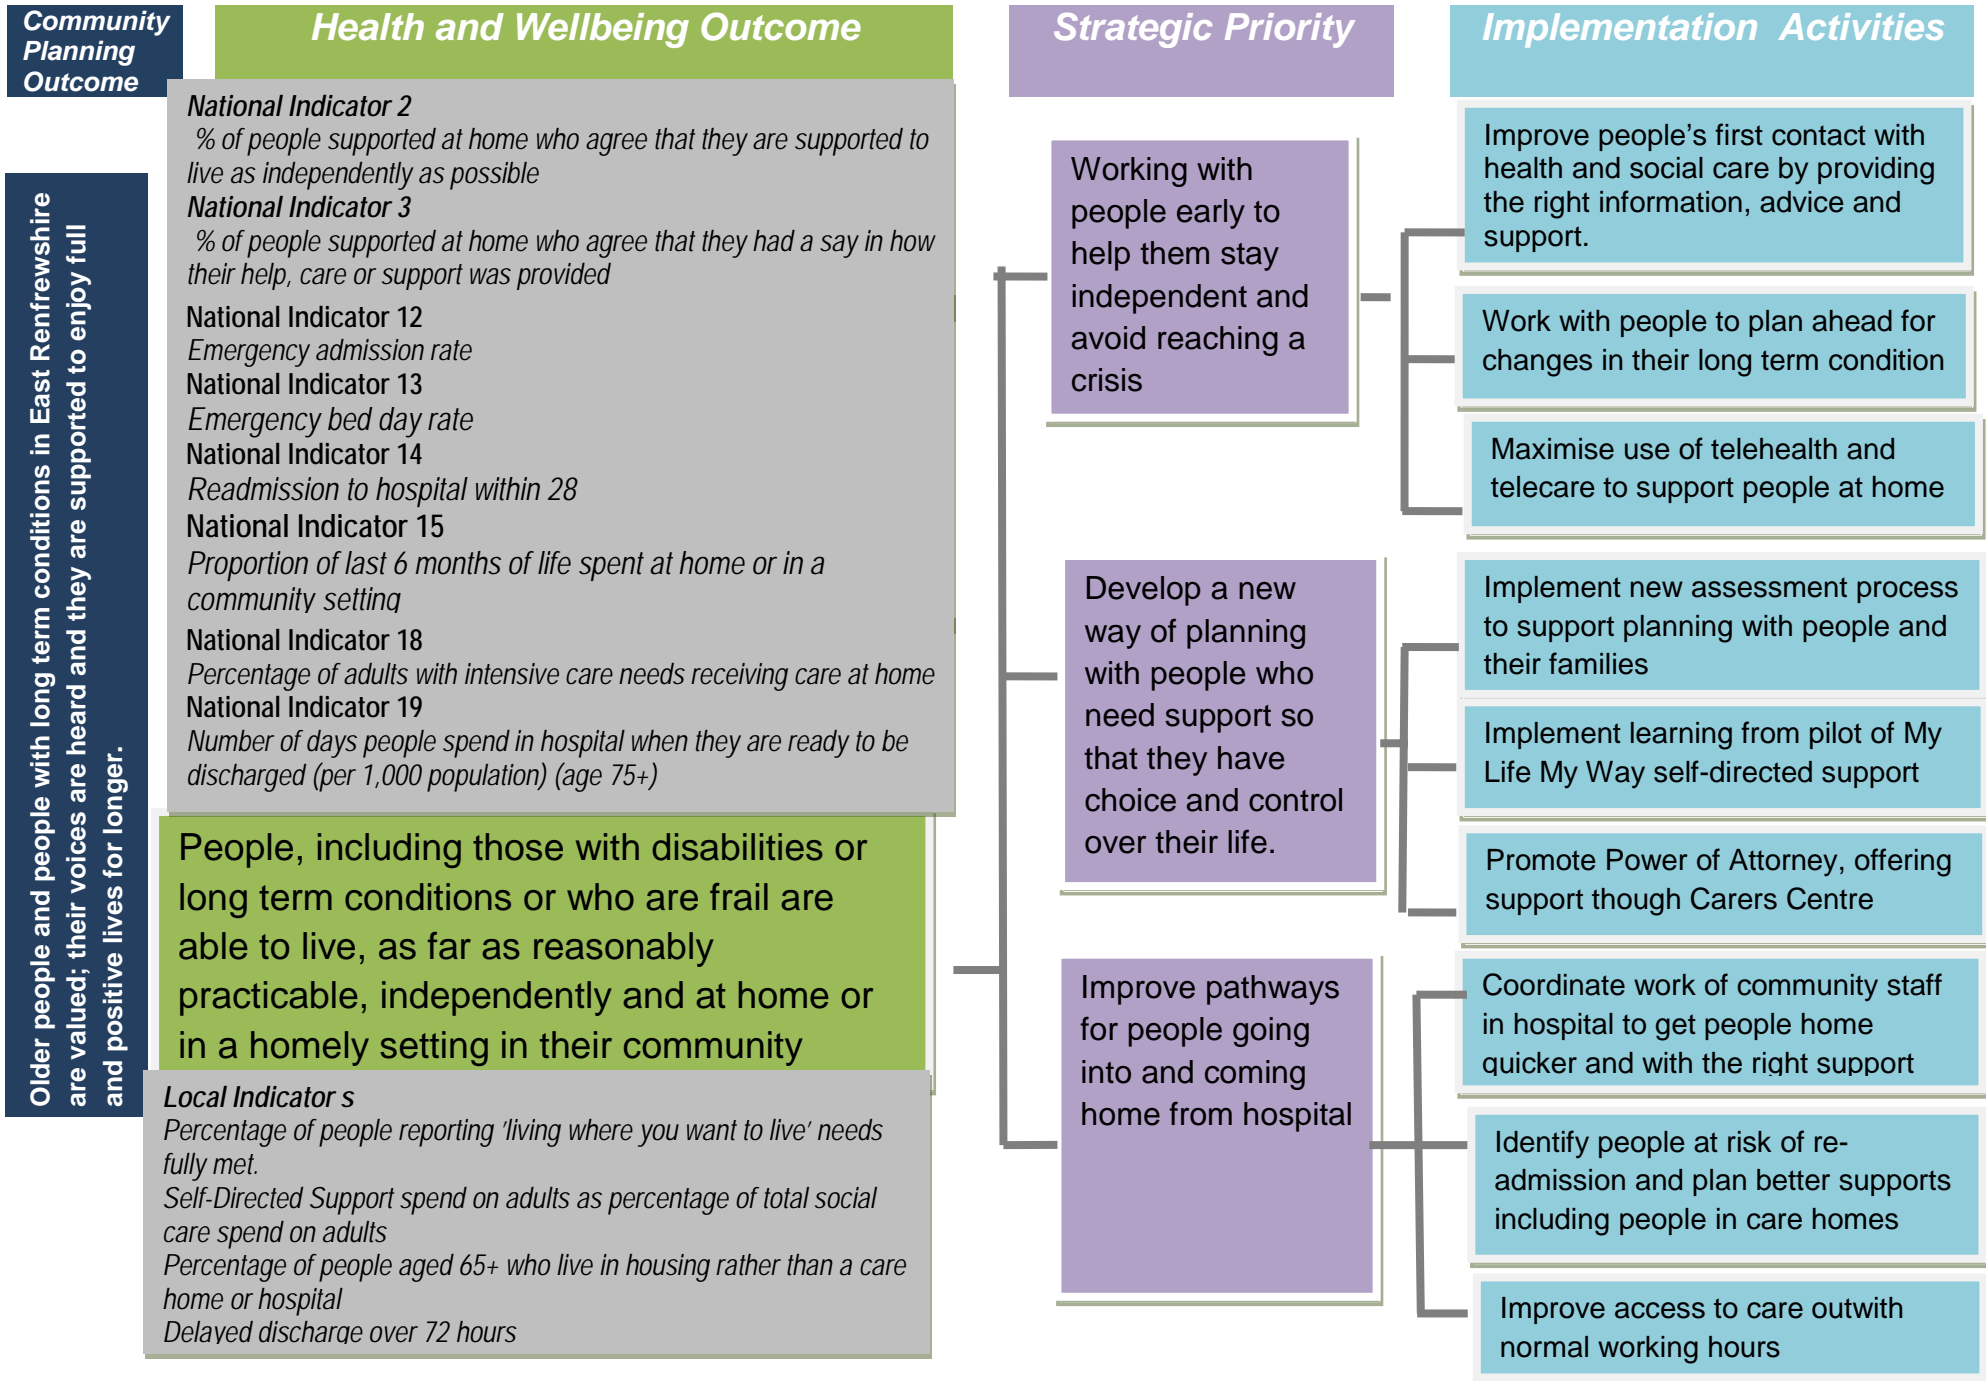 Community
Planning
Outcome
Health and Wellbeing Outcome
Strategic Priority
Implementation Activities
Older people and people with long term conditions in East Renfrewshire
are valued; their voices are heard and they are supported to enjoy full
and positive lives for longer.
National Indicator 2
% of people supported at home who agree that they are supported to
live as independently as possible
National Indicator 3
% of people supported at home who agree that they had a say in how
their help, care or support was provided
National Indicator 12
Emergency admission rate
National Indicator 13
Emergency bed day rate
National Indicator 14
Readmission to hospital within 28
National Indicator 15
Proportion of last 6 months of life spent at home or in a
community setting
National Indicator 18
Percentage of adults with intensive care needs receiving care at home
National Indicator 19
Number of days people spend in hospital when they are ready to be
discharged (per 1,000 population) (age 75+)
People, including those with disabilities or
long term conditions or who are frail are
able to live, as far as reasonably
practicable, independently and at home or
in a homely setting in their community
Local Indicator s
Percentage of people reporting 'living where you want to live' needs
fully met.
Self-Directed Support spend on adults as percentage of total social
care spend on adults
Percentage of people aged 65+ who live in housing rather than a care
home or hospital
Delayed discharge over 72 hours
Working with
people early to
help them stay
independent and
avoid reaching a
crisis
Develop a new
way of planning
with people who
need support so
that they have
choice and control
over their life.
Improve pathways
for people going
into and coming
home from hospital
Improve people's first contact with
health and social care by providing
the right information, advice and
support.
Work with people to plan ahead for
changes in their long term condition
Maximise use of telehealth and
telecare to support people at home
Implement new assessment process
to support planning with people and
their families
Implement learning from pilot of My
Life My Way self-directed support
Promote Power of Attorney, offering
support though Carers Centre
Coordinate work of community staff
in hospital to get people home
quicker and with the right support
Identify people at risk of re-
admission and plan better supports
including people in care homes
Improve access to care outwith
normal working hours